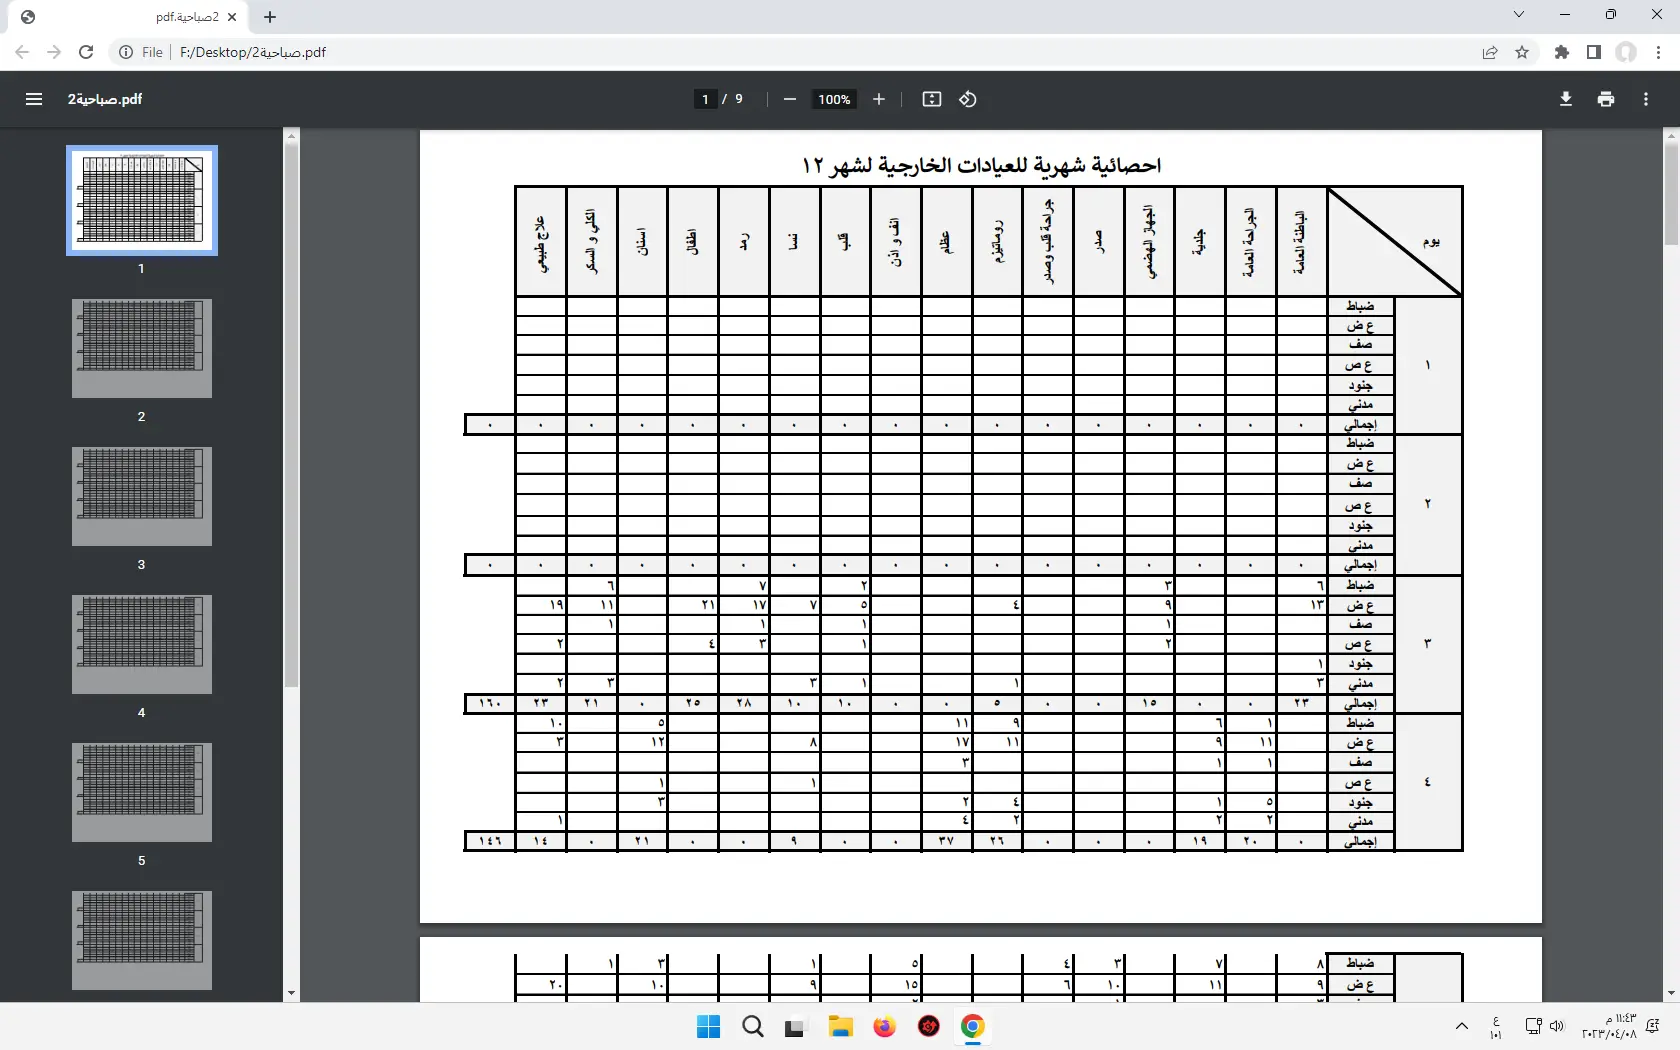 2صباحية.pdf
File F:/Desktop/2صباحية.pdf
2صباحية.pdf
1 / 9
100%
احصائية شهرية للعيادات الخارجية لشهر ١٢
يوم الباطنة العامة الجراحة العامة جلدية الجهاز الهضمي صدر جراحة قلب وصدر روماتيزم عظام انف و اذن قلب نسا رمد اطفال اسنان الكلي و السكر علاج طبيعي
١
ضباط
ع ض
صف
ع ص
جنود
مدني
إجمالي ٠ ٠ ٠ ٠ ٠ ٠ ٠ ٠ ٠ ٠ ٠ ٠ ٠ ٠ ٠ ٠ ٠
٢
ضباط
ع ض
صف
ع ص
جنود
مدني
إجمالي ٠ ٠ ٠ ٠ ٠ ٠ ٠ ٠ ٠ ٠ ٠ ٠ ٠ ٠ ٠ ٠ ٠
٣
ضباط ٦ ٣ ٢ ٧ ٦
ع ض ١٣ ٩ ٤ ٥ ٧ ١٧ ٢١ ١١ ١٩
صف ١ ١ ١ ١
ع ص ٢ ١ ٣ ٤ ٢
جنود ١
مدني ٣ ١ ١ ٣ ٣ ٢
إجمالي ٢٣ ٠ ٠ ١٥ ٠ ٠ ٥ ٠ ٠ ١٠ ١٠ ٢٨ ٢٥ ٠ ٢١ ٢٣ ١٦٠
٤
ضباط ١ ٦ ٩ ١١ ٥ ١٠
ع ض ١١ ٩ ١١ ١٧ ٨ ١٢ ٣
صف ١ ١ ٣
ع ص ١ ١
جنود ٥ ١ ٤ ٢ ٣
مدني ٢ ٢ ٢ ٤ ١
إجمالي ٠ ٢٠ ١٩ ٠ ٠ ٠ ٢٦ ٣٧ ٠ ٠ ٩ ٠ ٠ ٢١ ٠ ١٤ ١٤٦
ضباط ٨ ٧ ٣ ٤ ٥ ١ ٣ ١
ع ض ٩ ١١ ١٠ ٦ ١٥ ٩ ١٠ ٢٠
1
2
3
4
5
ع
١٠١
١١:٤٣ م
٢٠٢٣/٠٤/٠٨